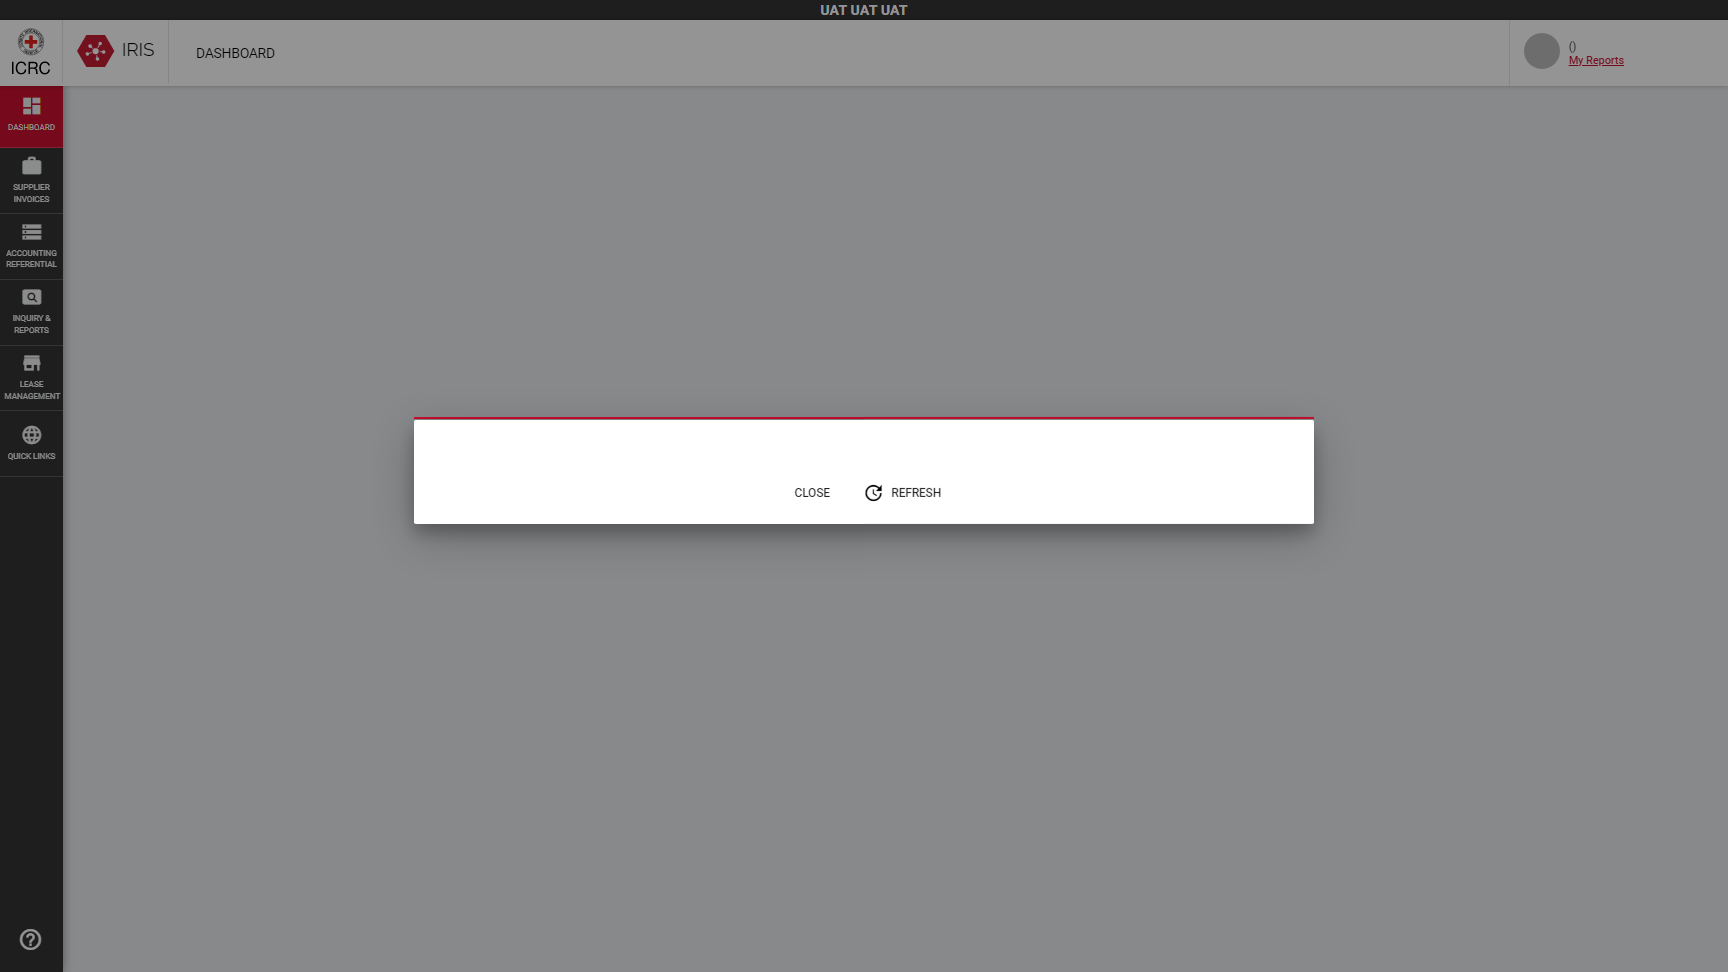 UAT UAT UAT
ICRC
IRIS
DASHBOARD
()
My Reports
DASHBOARD
SUPPLIER
INVOICES
ACCOUNTING
REFERENTIAL
INQUIRY &
REPORTS
LEASE
MANAGEMENT
QUICK LINKS
CLOSE
REFRESH